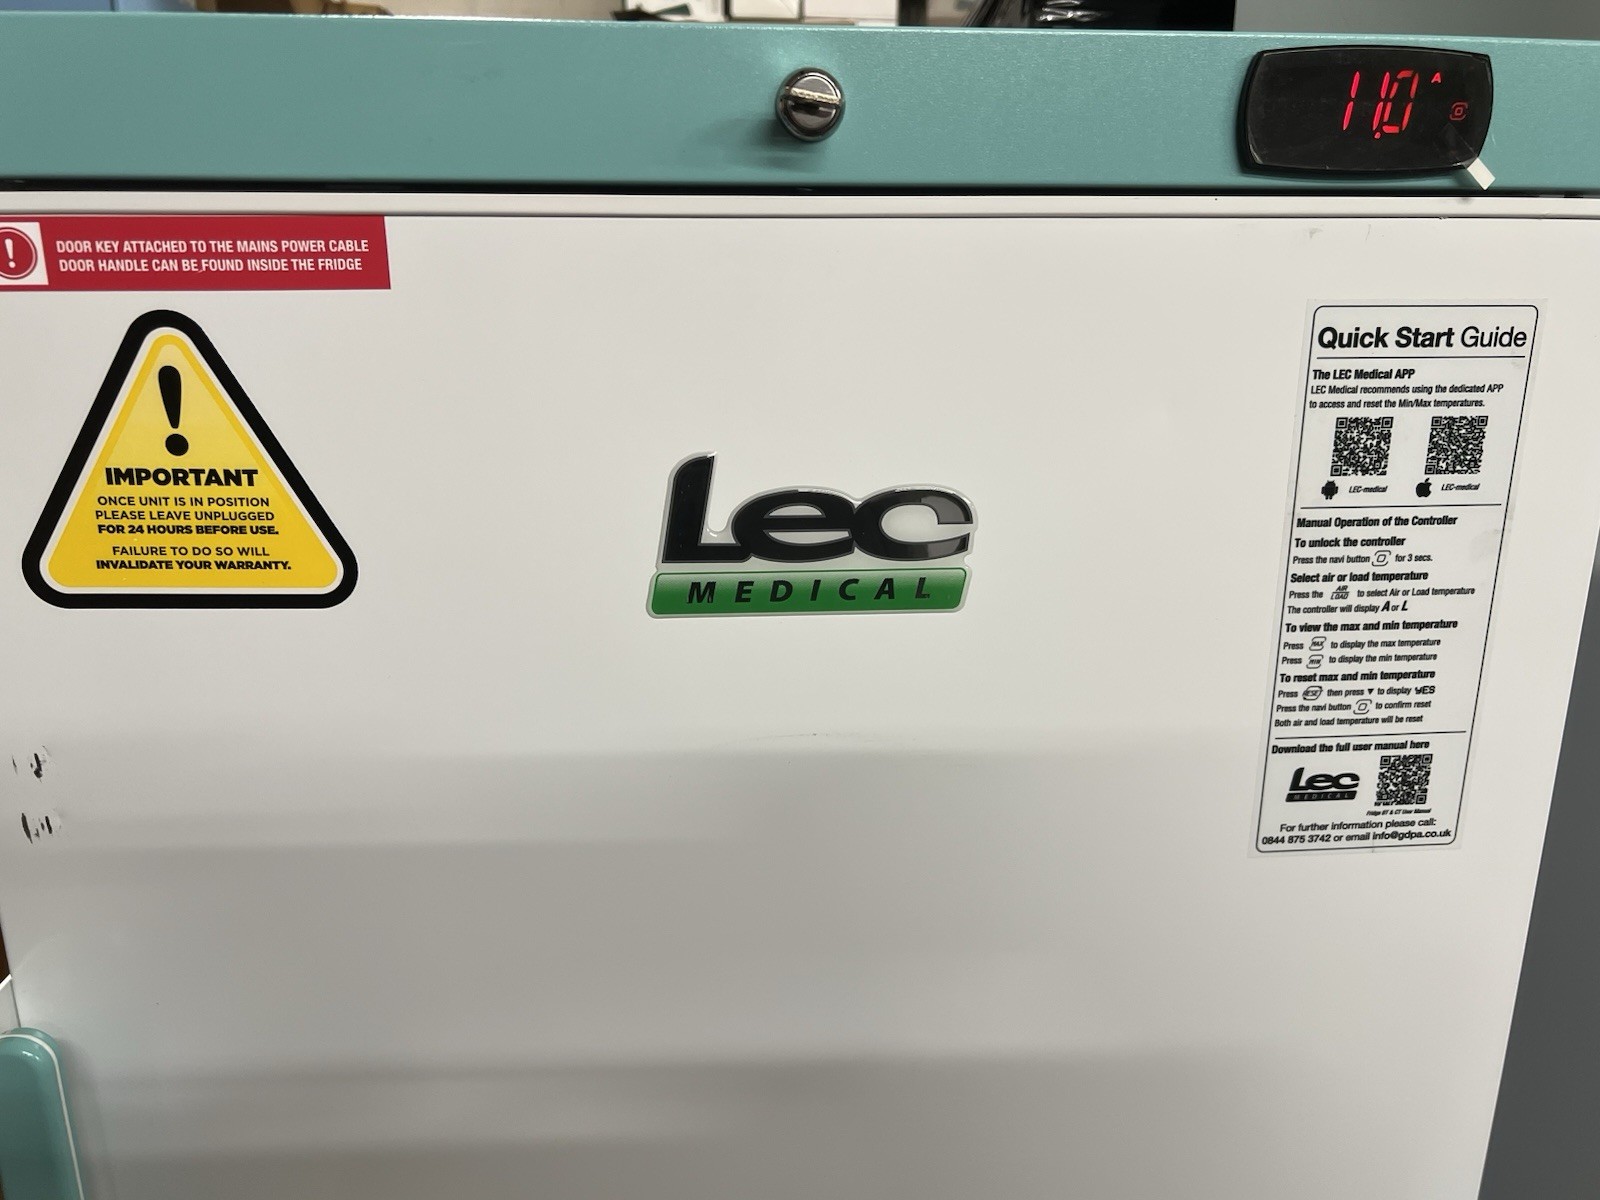 11.0 A
DOOR KEY ATTACHED TO THE MAINS POWER CABLE
DOOR HANDLE CAN BE FOUND INSIDE THE FRIDGE
IMPORTANT
ONCE UNIT IS IN POSITION
PLEASE LEAVE UNPLUGGED
FOR 24 HOURS BEFORE USE.
FAILURE TO DO SO WILL
INVALIDATE YOUR WARRANTY.
Lec
MEDICAL
Quick Start Guide
The LEC Medical APP
LEC Medical recommends using the dedicated APP
to access and reset the Min/Max temperatures.
LEC-medical LEC-medical
Manual Operation of the Controller
To unlock the controller
Press the navi button for 3 secs.
Select air or load temperature
Press the AIR LOAD to select Air or Load temperature
The controller will display A or L
To view the max and min temperature
Press MAX to display the max temperature
Press MIN to display the min temperature
To reset max and min temperature
Press RESET then press ▼ to display YES
Press the navi button to confirm reset
Both air and load temperature will be reset
Download the full user manual here
Lec
MEDICAL
Fridge BT & CT User Manual
For further information please call:
0844 875 3742 or email info@gdpa.co.uk